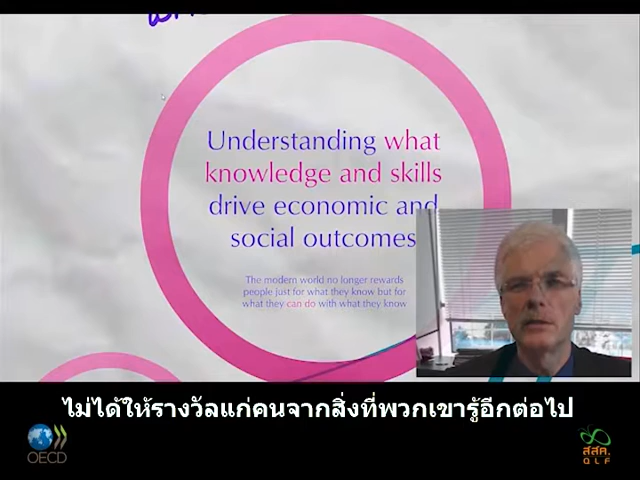 Understanding what
knowledge and skills
drive economic and
social outcomes
The modern world no longer rewards
people just for what they know but for
what they can do with what they know
ไม่ได้ให้รางวัลแก่คนจากสิ่งที่พวกเขารู้อีกต่อไป
OECD
สสค.
QLF